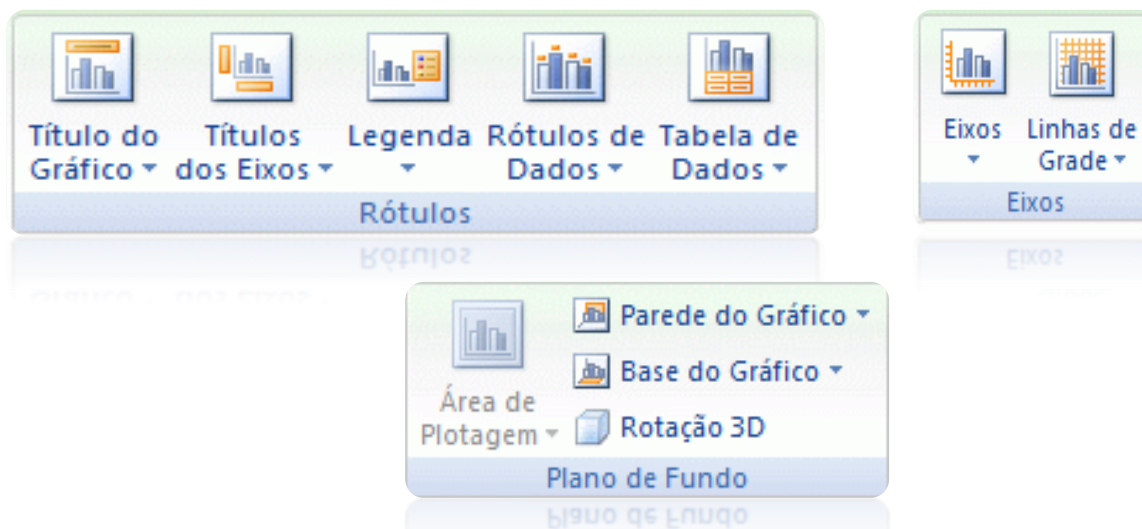 Título do Gráfico
Títulos dos Eixos
Legenda
Rótulos de Dados
Tabela de Dados
Rótulos
Eixos
Linhas de Grade
Eixos
Área de Plotagem
Parede do Gráfico
Base do Gráfico
Rotação 3D
Plano de Fundo